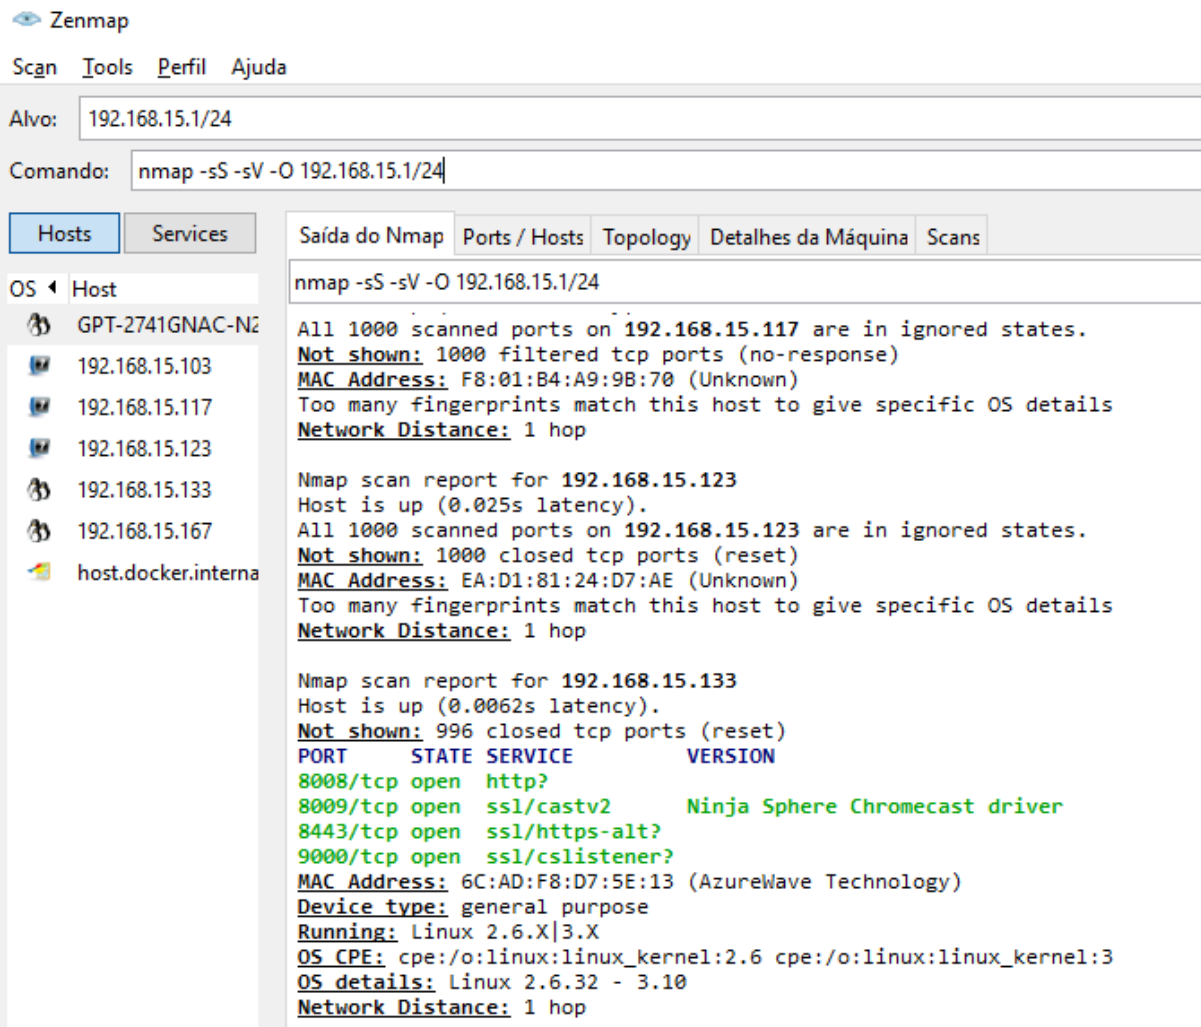 Zenmap
Scan Tools Perfil Ajuda
Alvo: 192.168.15.1/24
Comando: nmap -sS -sV -O 192.168.15.1/24
Hosts Services
OS Host
GPT-2741GNAC-N2
192.168.15.103
192.168.15.117
192.168.15.123
192.168.15.133
192.168.15.167
host.docker.interna
Saída do Nmap Ports / Hosts Topology Detalhes da Máquina Scans
nmap -sS -sV -O 192.168.15.1/24
All 1000 scanned ports on 192.168.15.117 are in ignored states.
Not shown: 1000 filtered tcp ports (no-response)
MAC Address: F8:01:B4:A9:9B:70 (Unknown)
Too many fingerprints match this host to give specific OS details
Network Distance: 1 hop
Nmap scan report for 192.168.15.123
Host is up (0.025s latency).
All 1000 scanned ports on 192.168.15.123 are in ignored states.
Not shown: 1000 closed tcp ports (reset)
MAC Address: EA:D1:81:24:D7:AE (Unknown)
Too many fingerprints match this host to give specific OS details
Network Distance: 1 hop
Nmap scan report for 192.168.15.133
Host is up (0.0062s latency).
Not shown: 996 closed tcp ports (reset)
PORT STATE SERVICE VERSION
8008/tcp open http?
8009/tcp open ssl/castv2 Ninja Sphere Chromecast driver
8443/tcp open ssl/https-alt?
9000/tcp open ssl/cslistener?
MAC Address: 6C:AD:F8:D7:5E:13 (AzureWave Technology)
Device type: general purpose
Running: Linux 2.6.X|3.X
OS CPE: cpe:/o:linux:linux_kernel:2.6 cpe:/o:linux:linux_kernel:3
OS details: Linux 2.6.32 - 3.10
Network Distance: 1 hop